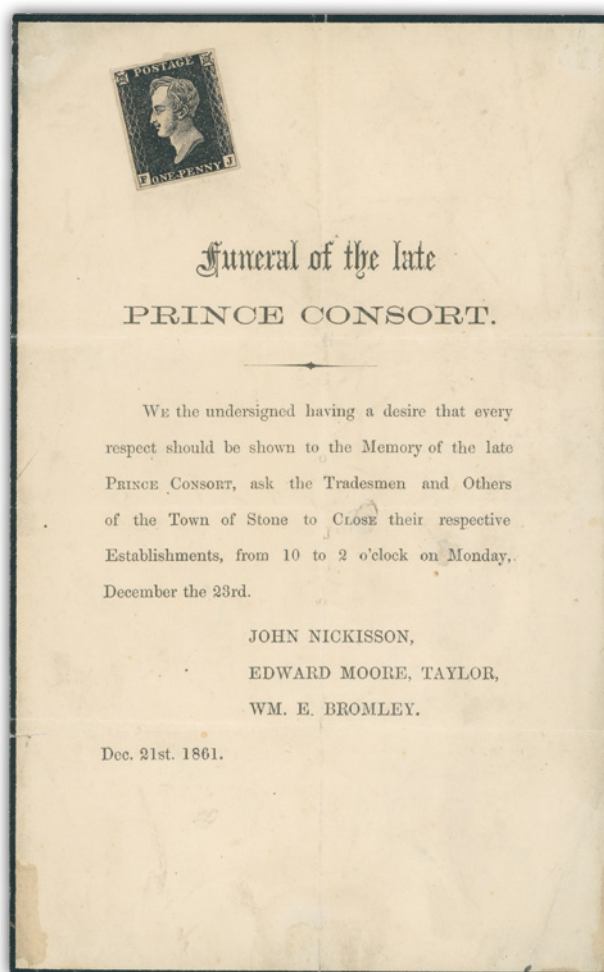 POSTAGE
F ONE PENNY J
Funeral of the late
PRINCE CONSORT.
WE the undersigned having a desire that every
respect should be shown to the Memory of the late
PRINCE CONSORT, ask the Tradesmen and Others
of the Town of Stone to CLOSE their respective
Establishments, from 10 to 2 o'clock on Monday,
December the 23rd.
JOHN NICKISSON,
EDWARD MOORE, TAYLOR,
WM. E. BROMLEY.
Dec. 21st. 1861.